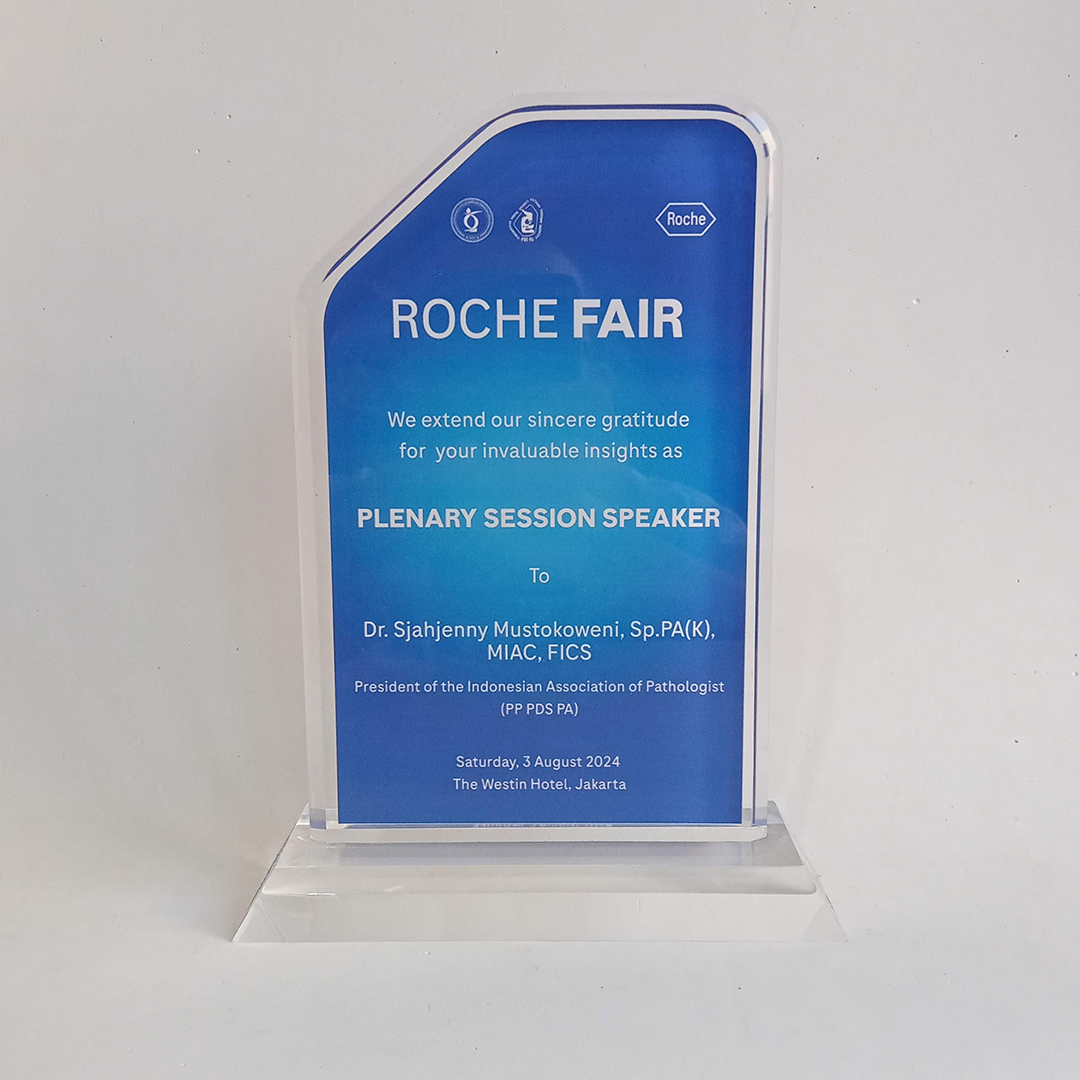 Roche
ROCHE FAIR
We extend our sincere gratitude
for your invaluable insights as
PLENARY SESSION SPEAKER
To
Dr. Sjahjenny Mustokoweni, Sp.PA(K),
MIAC, FICS
President of the Indonesian Association of Pathologist
(PP PDS PA)
Saturday, 3 August 2024
The Westin Hotel, Jakarta